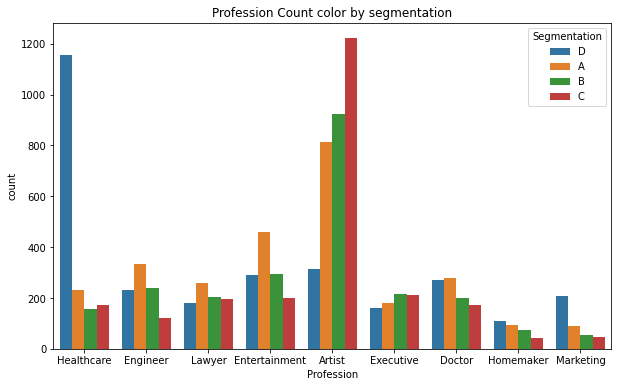 Profession Count color by segmentation
Segmentation
D
A
B
C
1200
1000
800
600
400
200
0
count
Healthcare Engineer Lawyer Entertainment Artist Executive Doctor Homemaker Marketing
Profession